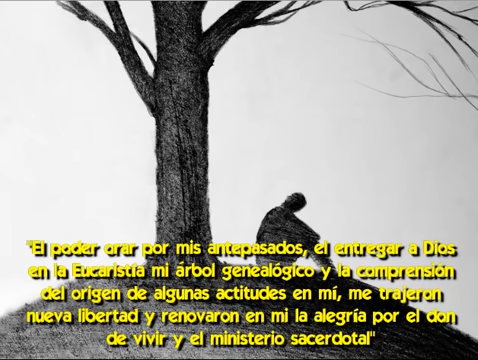 "El poder orar por mis antepasados, el entregar a Dios
en la Eucaristía mi árbol genealógico y la comprensión
del origen de algunas actitudes en mí, me trajeron
nueva libertad y renovaron en mi la alegría por el don
de vivir y el ministerio sacerdotal"